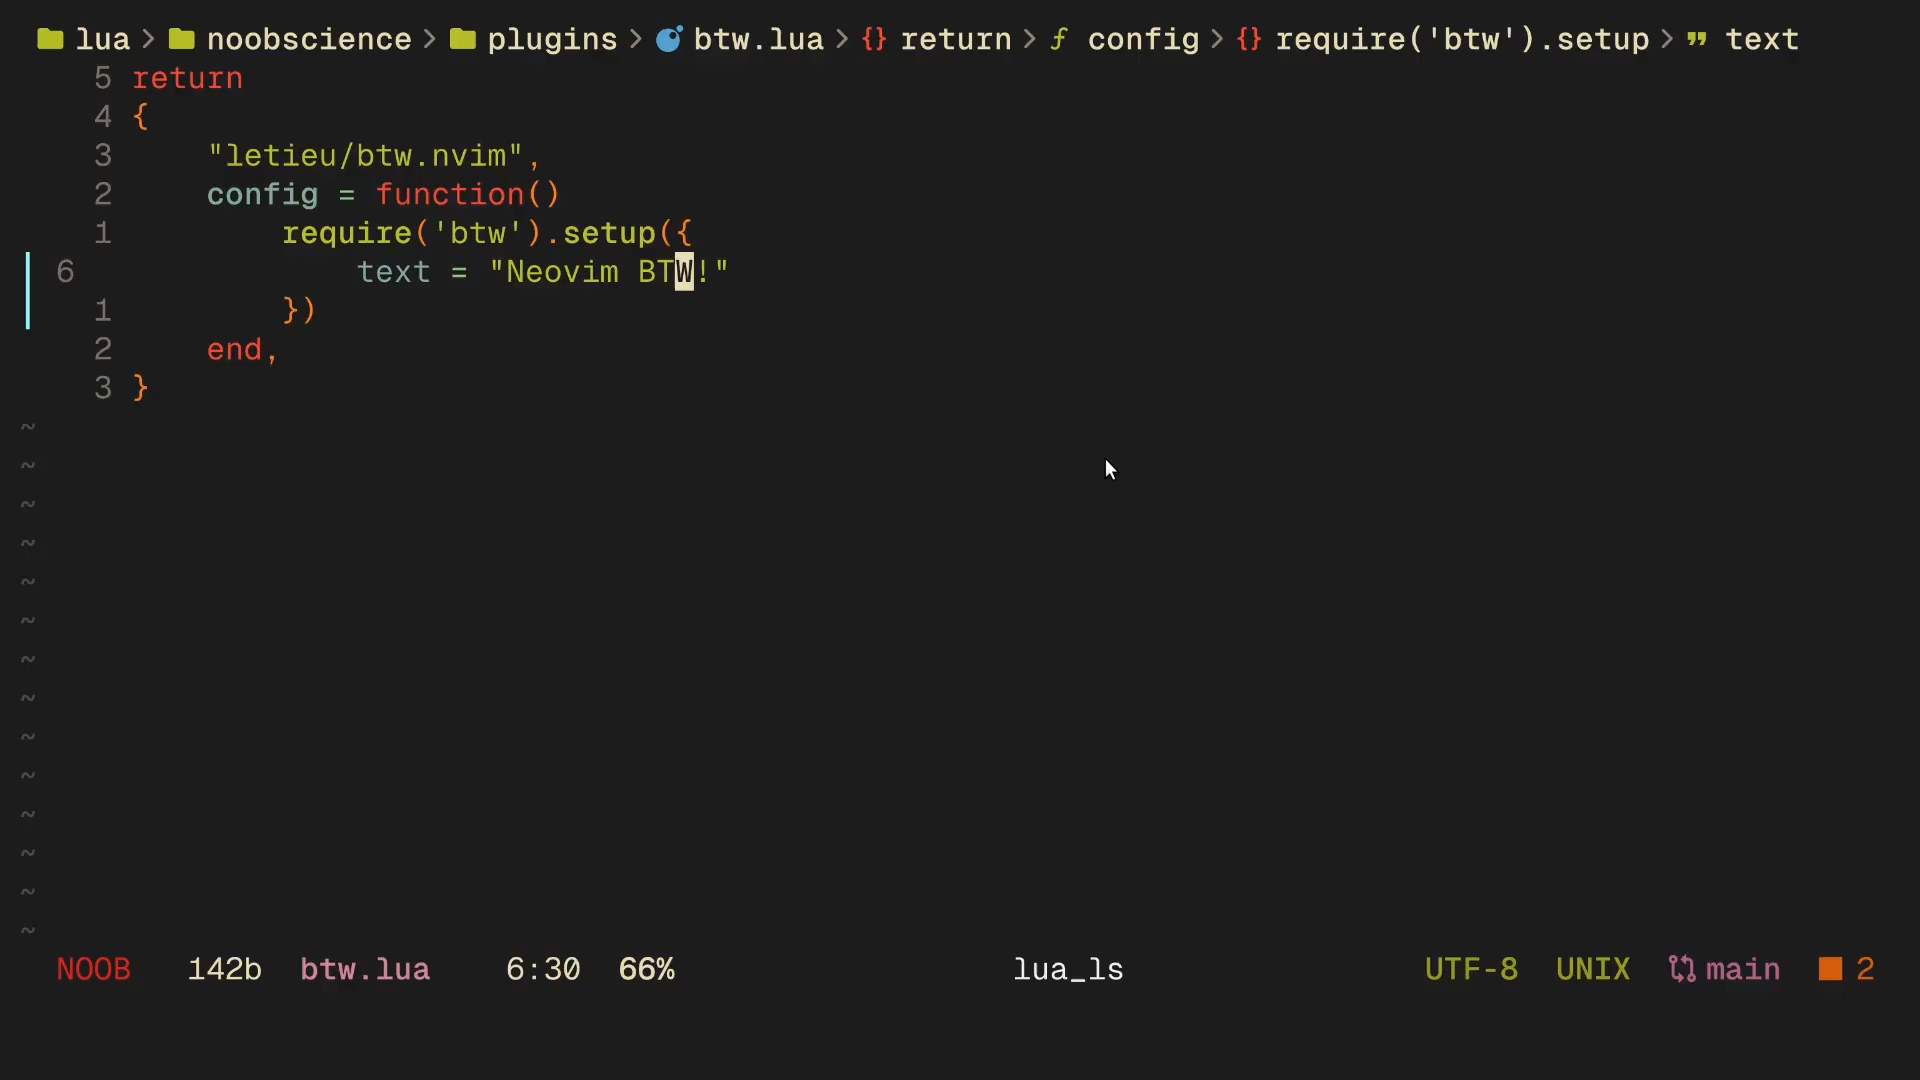 lua > noobscience > plugins > btw.lua > {} return > ƒ config > {} require('btw').setup > text
5 return
4 {
3 "letieu/btw.nvim",
2 config = function()
1 require('btw').setup({
6 text = "Neovim BTW!"
1 })
2 end,
3 }
~
~
~
~
~
~
~
~
~
~
~
~
~
~
NOOB 142b btw.lua 6:30 66% lua_ls UTF-8 UNIX main 2